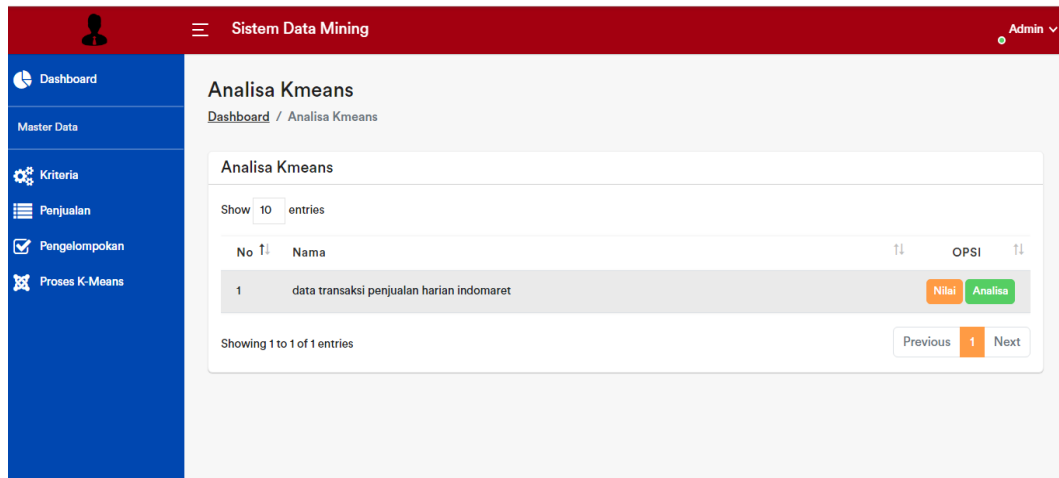 Sistem Data Mining
Admin
Dashboard
Master Data
Kriteria
Penjualan
Pengelompokan
Proses K-Means
Analisa Kmeans
Dashboard / Analisa Kmeans
Analisa Kmeans
Show 10 entries
No Nama OPSI
1 data transaksi penjualan harian indomaret Nilai Analisa
Showing 1 to 1 of 1 entries
Previous 1 Next